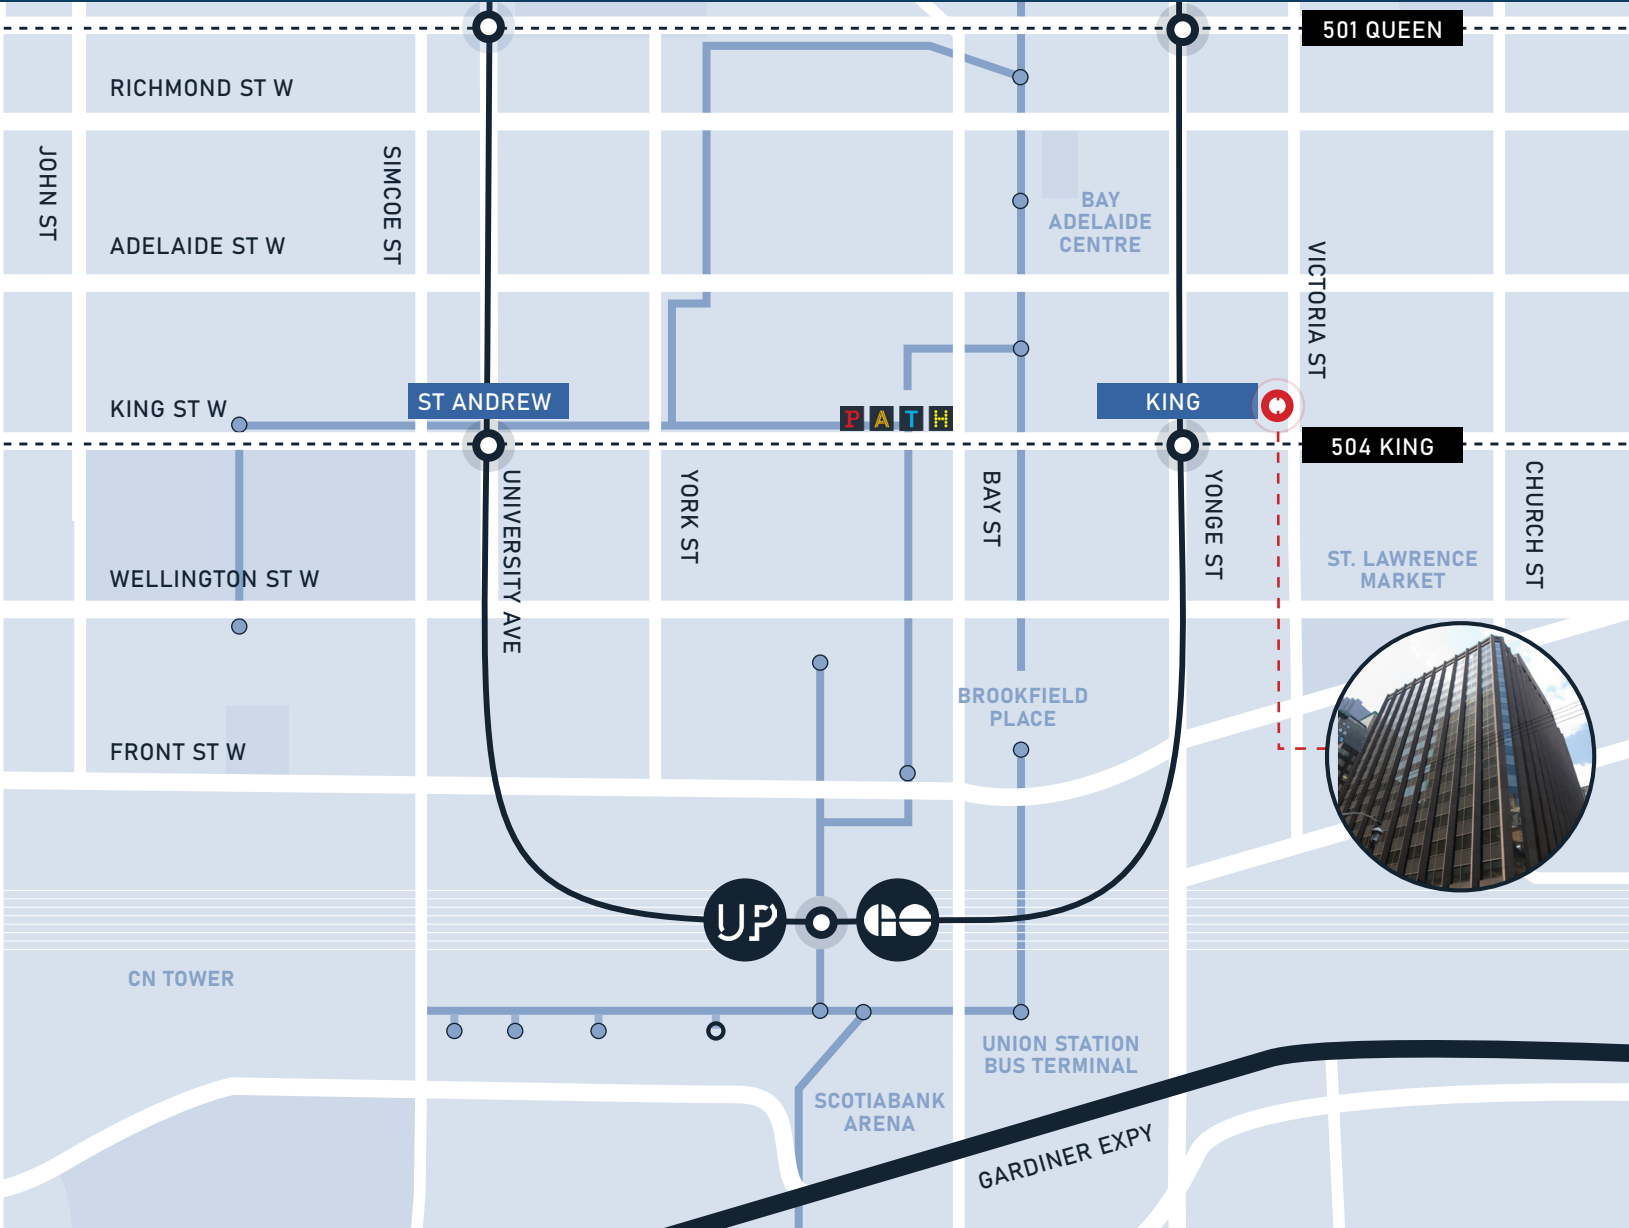 501 QUEEN
RICHMOND ST W
JOHN ST
SIMCOE ST
BAY
ADELAIDE
CENTRE
ADELAIDE ST W
VICTORIA ST
ST ANDREW
KING
KING ST W
PATH
504 KING
UNIVERSITY AVE
YORK ST
BAY ST
YONGE ST
CHURCH ST
ST. LAWRENCE
MARKET
WELLINGTON ST W
BROOKFIELD
PLACE
FRONT ST W
UP
GO
CN TOWER
UNION STATION
BUS TERMINAL
SCOTIABANK
ARENA
GARDINER EXPY